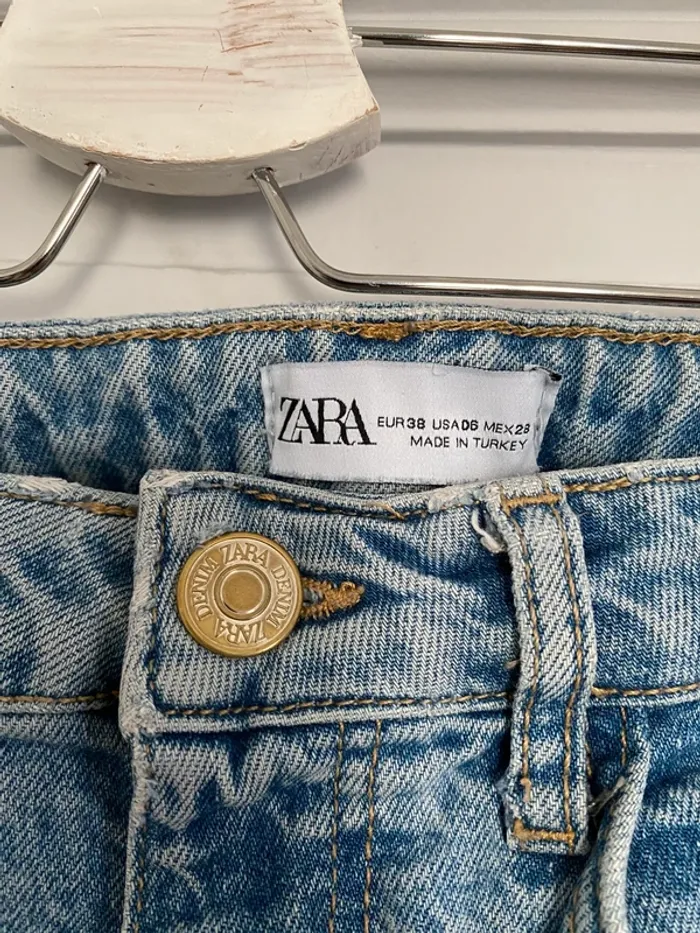 ZARA
EUR38 USA06 MEX28
MADE IN TURKEY
ZARA DENIM ZARA DENIM